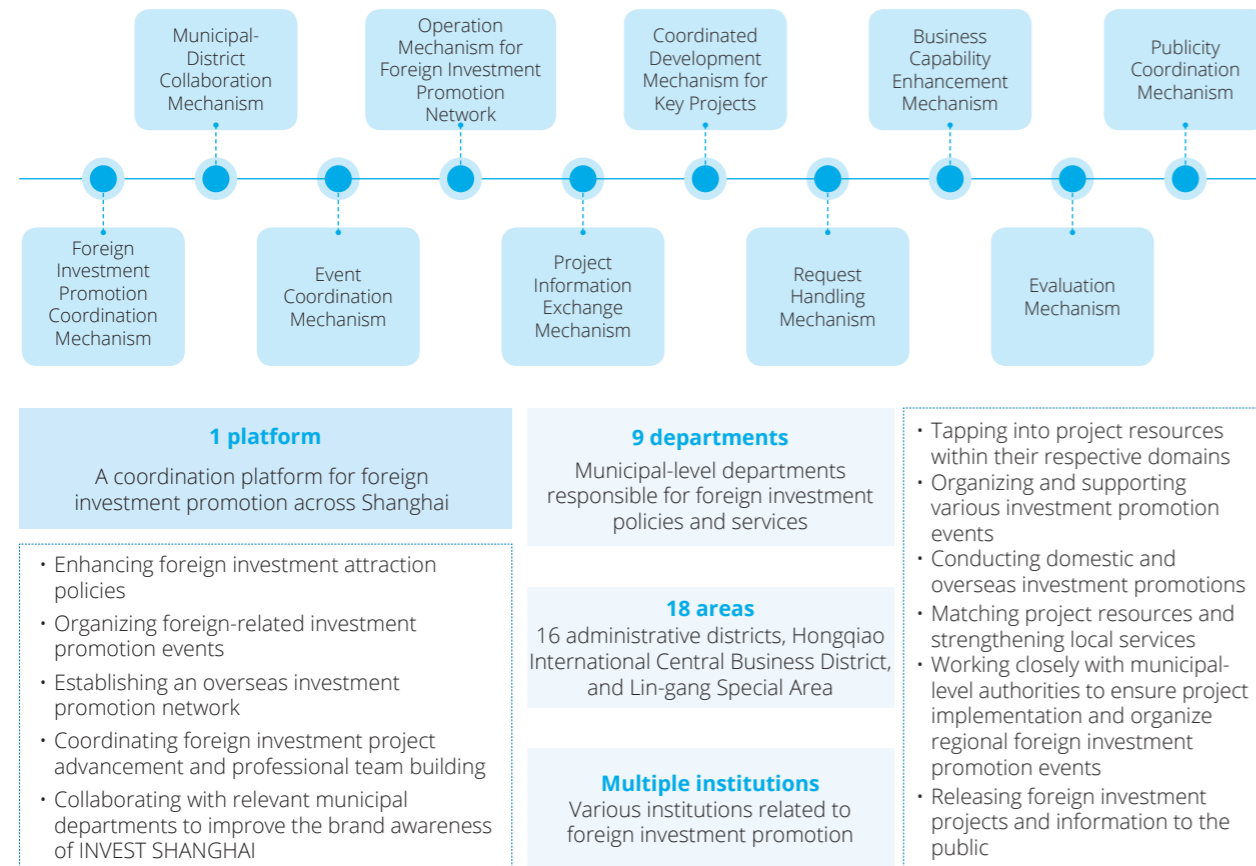 Municipal-
District
Collaboration
Mechanism
Operation
Mechanism for
Foreign Investment
Promotion
Network
Coordinated
Development
Mechanism for
Key Projects
Business
Capability
Enhancement
Mechanism
Publicity
Coordination
Mechanism
Foreign
Investment
Promotion
Coordination
Mechanism
Event
Coordination
Mechanism
Project
Information
Exchange
Mechanism
Request
Handling
Mechanism
Evaluation
Mechanism
1 platform
A coordination platform for foreign
investment promotion across Shanghai
• Enhancing foreign investment attraction
policies
• Organizing foreign-related investment
promotion events
• Establishing an overseas investment
promotion network
• Coordinating foreign investment project
advancement and professional team building
• Collaborating with relevant municipal
departments to improve the brand awareness
of INVEST SHANGHAI
9 departments
Municipal-level departments
responsible for foreign investment
policies and services
18 areas
16 administrative districts, Hongqiao
International Central Business District,
and Lin-gang Special Area
Multiple institutions
Various institutions related to
foreign investment promotion
• Tapping into project resources
within their respective domains
• Organizing and supporting
various investment promotion
events
• Conducting domestic and
overseas investment promotions
• Matching project resources and
strengthening local services
• Working closely with municipal-
level authorities to ensure project
implementation and organize
regional foreign investment
promotion events
• Releasing foreign investment
projects and information to the
public